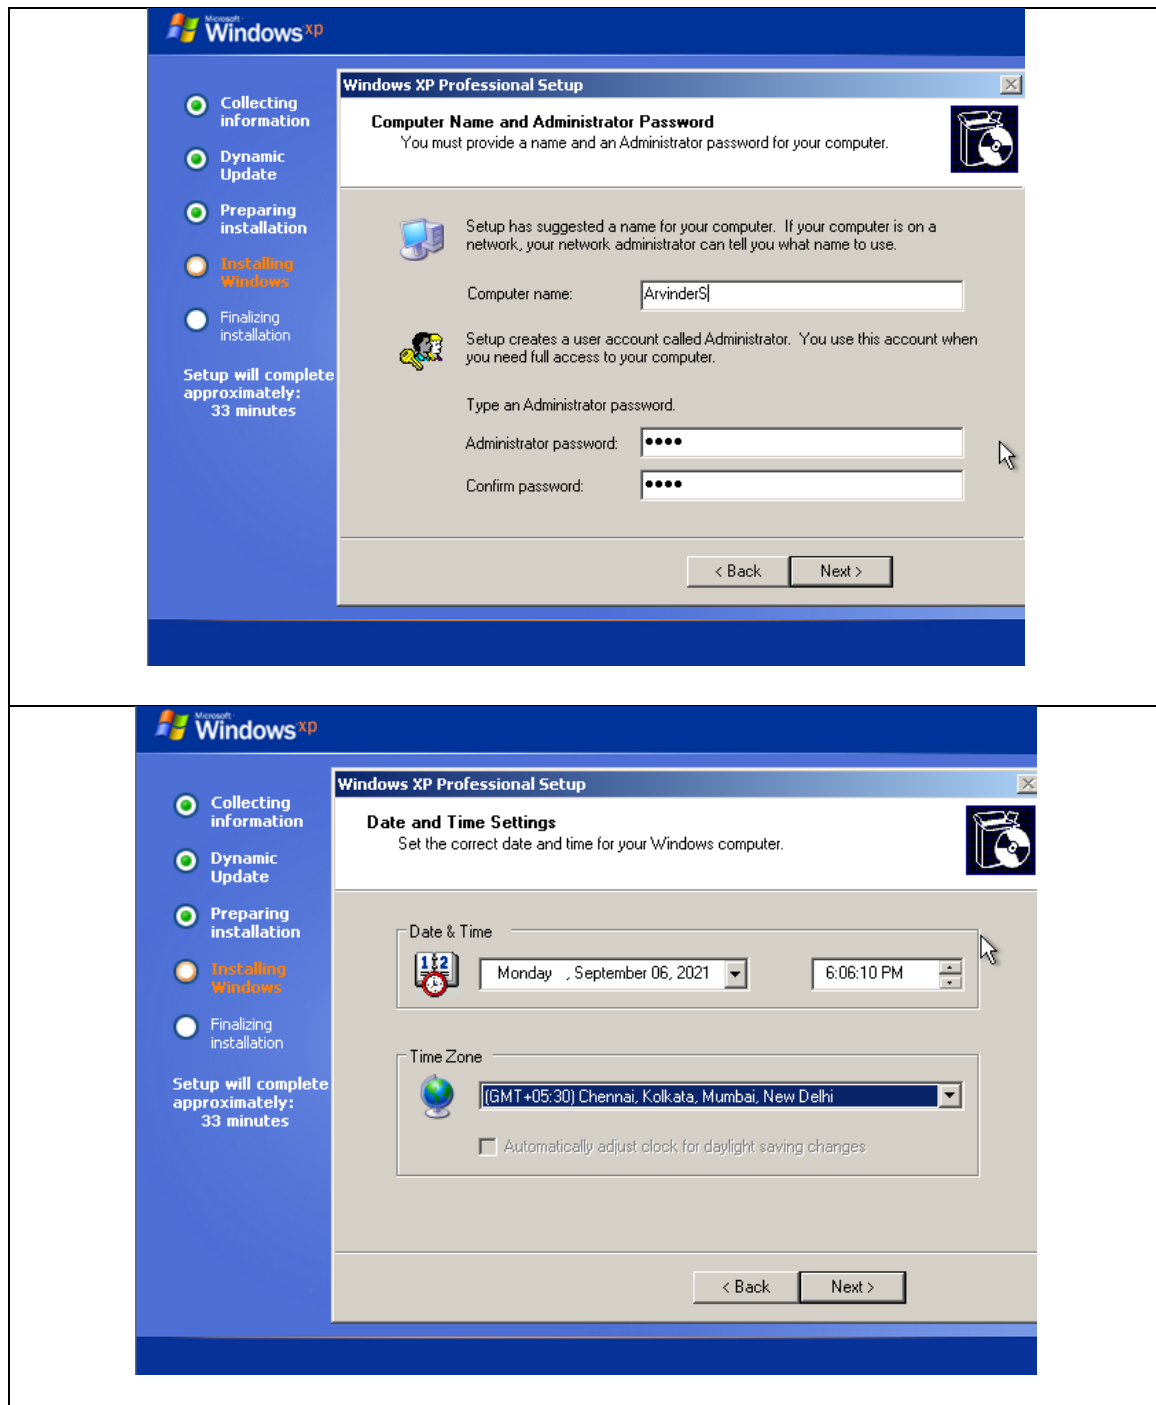 Microsoft
Windows xp
Windows XP Professional Setup
Collecting
information
Dynamic
Update
Preparing
installation
Installing
Windows
Finalizing
installation
Setup will complete
approximately:
33 minutes
Computer Name and Administrator Password
You must provide a name and an Administrator password for your computer.
Setup has suggested a name for your computer. If your computer is on a
network, your network administrator can tell you what name to use.
Computer name: ArvinderS
Setup creates a user account called Administrator. You use this account when
you need full access to your computer.
Type an Administrator password.
Administrator password: ●●●●
Confirm password: ●●●●
< Back Next >
Microsoft
Windows xp
Windows XP Professional Setup
Collecting
information
Dynamic
Update
Preparing
installation
Installing
Windows
Finalizing
installation
Setup will complete
approximately:
33 minutes
Date and Time Settings
Set the correct date and time for your Windows computer.
Date & Time
12
Monday , September 06, 2021 6:06:10 PM
Time Zone
(GMT+05:30) Chennai, Kolkata, Mumbai, New Delhi
Automatically adjust clock for daylight saving changes
< Back Next >